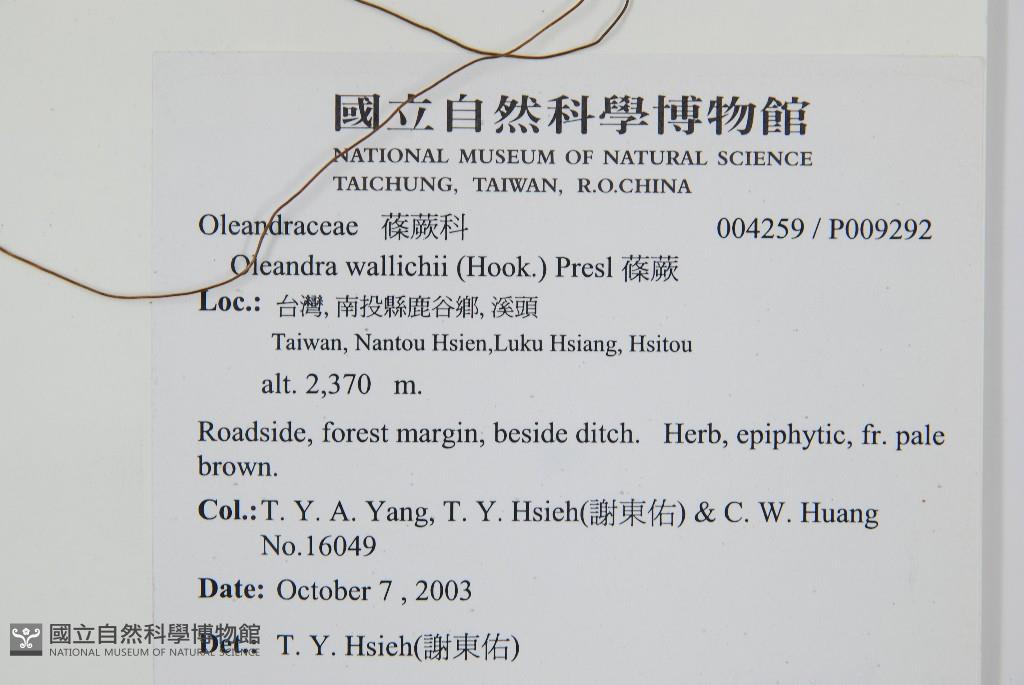 國立自然科學博物館
NATIONAL MUSEUM OF NATURAL SCIENCE
TAICHUNG, TAIWAN, R.O.CHINA
Oleandraceae 蓧蕨科 004259 / P009292
Oleandra wallichii (Hook.) Presl 蓧蕨
Loc.: 台灣, 南投縣鹿谷鄉, 溪頭
Taiwan, Nantou Hsien,Luku Hsiang, Hsitou
alt. 2,370 m.
Roadside, forest margin, beside ditch. Herb, epiphytic, fr. pale
brown.
Col.: T. Y. A. Yang, T. Y. Hsieh(謝東佑) & C. W. Huang
No.16049
Date: October 7 , 2003
Det.: T. Y. Hsieh(謝東佑)
國立自然科學博物館
NATIONAL MUSEUM OF NATURAL SCIENCE